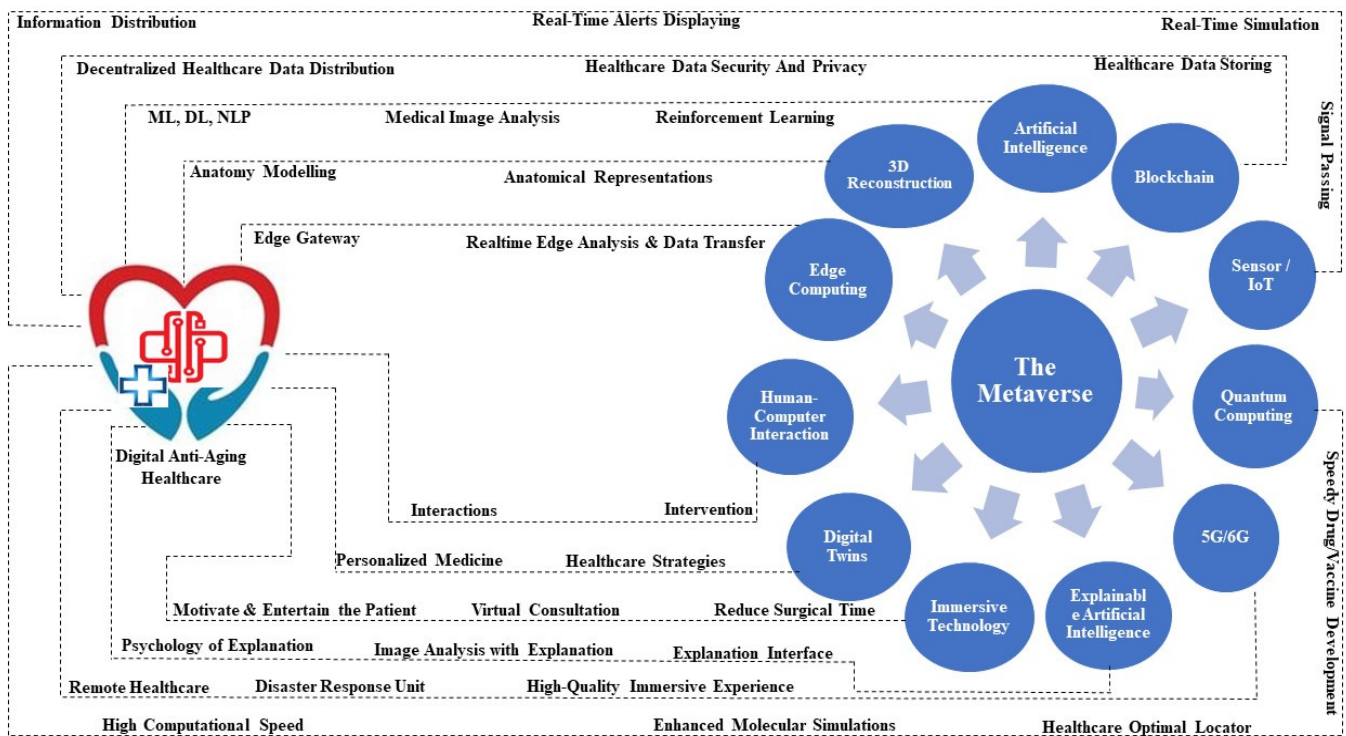 Information Distribution
Real-Time Alerts Displaying
Real-Time Simulation
Decentralized Healthcare Data Distribution
Healthcare Data Security And Privacy
Healthcare Data Storing
ML, DL, NLP
Medical Image Analysis
Reinforcement Learning
Anatomy Modelling
Anatomical Representations
Edge Gateway
Realtime Edge Analysis & Data Transfer
Signal Passing
Artificial
Intelligence
3D
Reconstruction
Blockchain
Edge
Computing
Sensor /
IoT
The
Metaverse
Human-
Computer
Interaction
Quantum
Computing
Digital Anti-Aging
Healthcare
Interactions
Intervention
Digital
Twins
5G/6G
Speedy Drug/Vaccine Development
Personalized Medicine
Healthcare Strategies
Immersive
Technology
Explainabl
e Artificial
Intelligence
Motivate & Entertain the Patient
Virtual Consultation
Reduce Surgical Time
Psychology of Explanation
Image Analysis with Explanation
Explanation Interface
Remote Healthcare
Disaster Response Unit
High-Quality Immersive Experience
High Computational Speed
Enhanced Molecular Simulations
Healthcare Optimal Locator